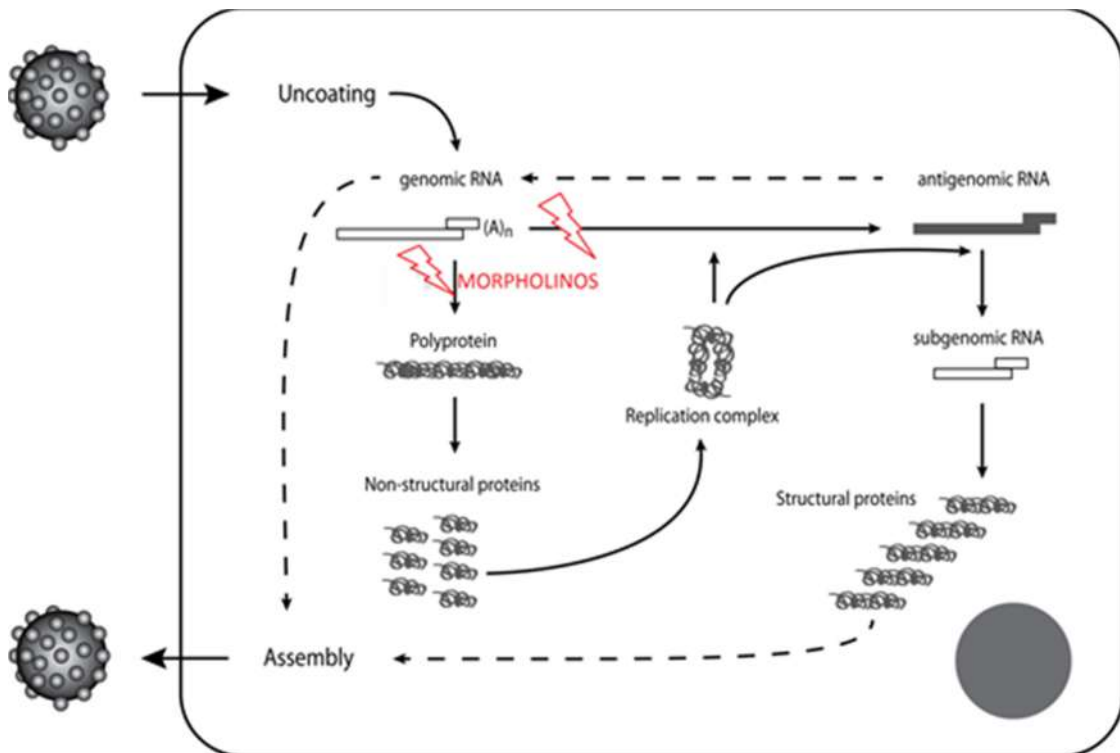 Uncoating
genomic RNA
antigenomic RNA
(A)n
MORPHOLINOS
Polyprotein
subgenomic RNA
Replication complex
Non-structural proteins
Structural proteins
Assembly